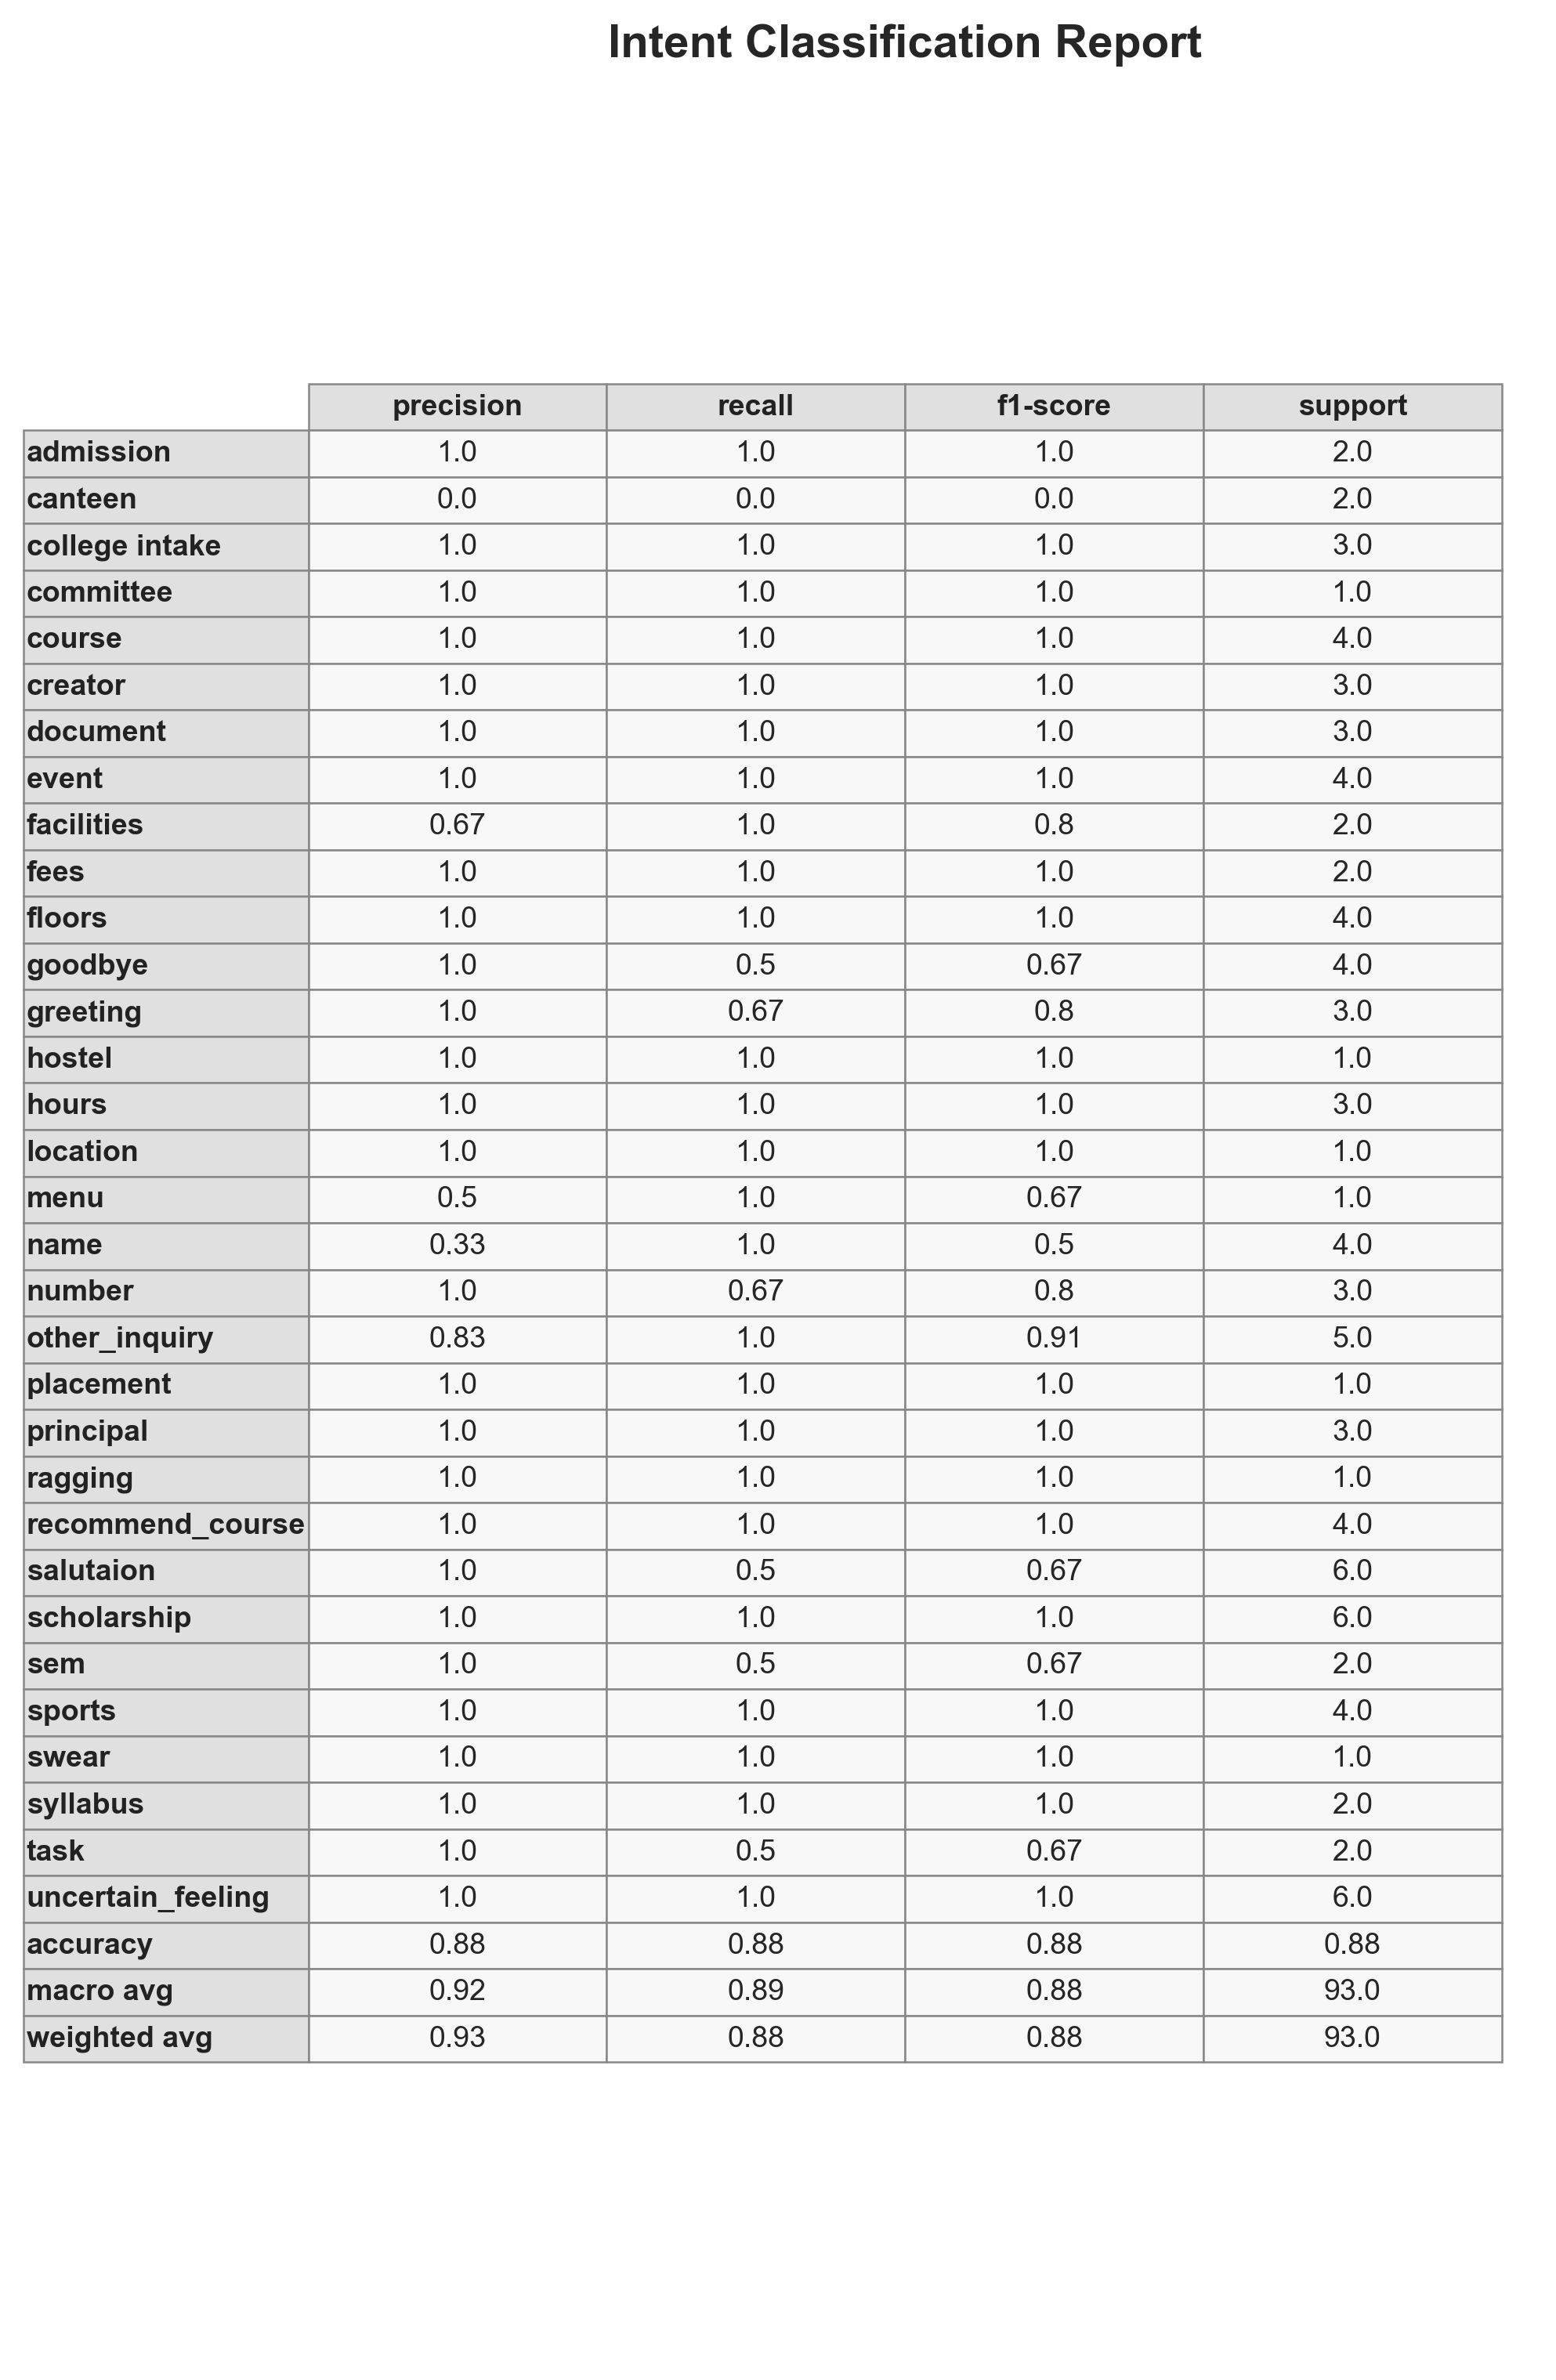 Intent Classification Report
precision recall f1-score support
admission 1.0 1.0 1.0 2.0
canteen 0.0 0.0 0.0 2.0
college intake 1.0 1.0 1.0 3.0
committee 1.0 1.0 1.0 1.0
course 1.0 1.0 1.0 4.0
creator 1.0 1.0 1.0 3.0
document 1.0 1.0 1.0 3.0
event 1.0 1.0 1.0 4.0
facilities 0.67 1.0 0.8 2.0
fees 1.0 1.0 1.0 2.0
floors 1.0 1.0 1.0 4.0
goodbye 1.0 0.5 0.67 4.0
greeting 1.0 0.67 0.8 3.0
hostel 1.0 1.0 1.0 1.0
hours 1.0 1.0 1.0 3.0
location 1.0 1.0 1.0 1.0
menu 0.5 1.0 0.67 1.0
name 0.33 1.0 0.5 4.0
number 1.0 0.67 0.8 3.0
other_inquiry 0.83 1.0 0.91 5.0
placement 1.0 1.0 1.0 1.0
principal 1.0 1.0 1.0 3.0
ragging 1.0 1.0 1.0 1.0
recommend_course 1.0 1.0 1.0 4.0
salutaion 1.0 0.5 0.67 6.0
scholarship 1.0 1.0 1.0 6.0
sem 1.0 0.5 0.67 2.0
sports 1.0 1.0 1.0 4.0
swear 1.0 1.0 1.0 1.0
syllabus 1.0 1.0 1.0 2.0
task 1.0 0.5 0.67 2.0
uncertain_feeling 1.0 1.0 1.0 6.0
accuracy 0.88 0.88 0.88 0.88
macro avg 0.92 0.89 0.88 93.0
weighted avg 0.93 0.88 0.88 93.0